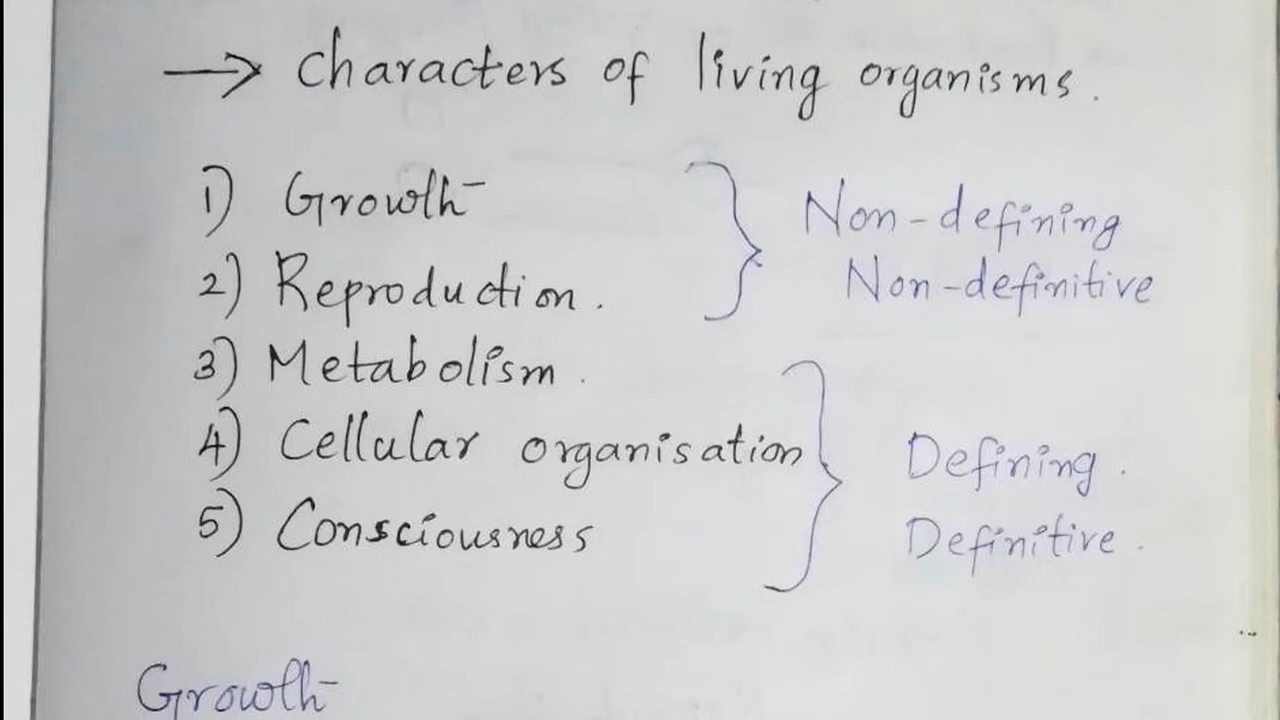 → Characters of living organisms.
1) Growth
2) Reproduction.
Non-defining
Non-definitive
3) Metabolism.
4) Cellular organisation
5) Consciousness
Defining.
Definitive.
Growth